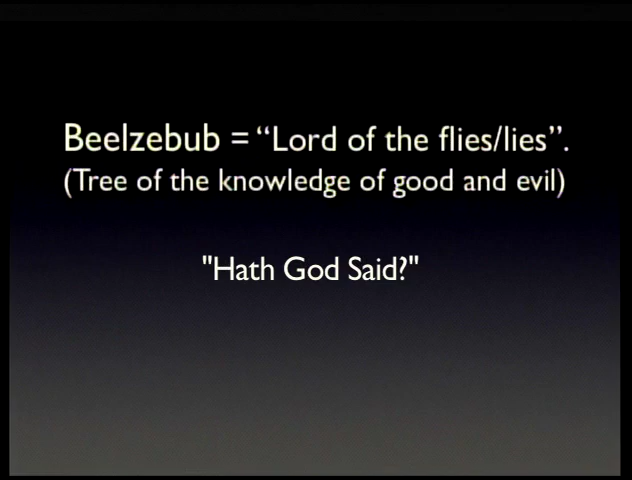 Beelzebub = “Lord of the flies/lies”.
(Tree of the knowledge of good and evil)
"Hath God Said?"